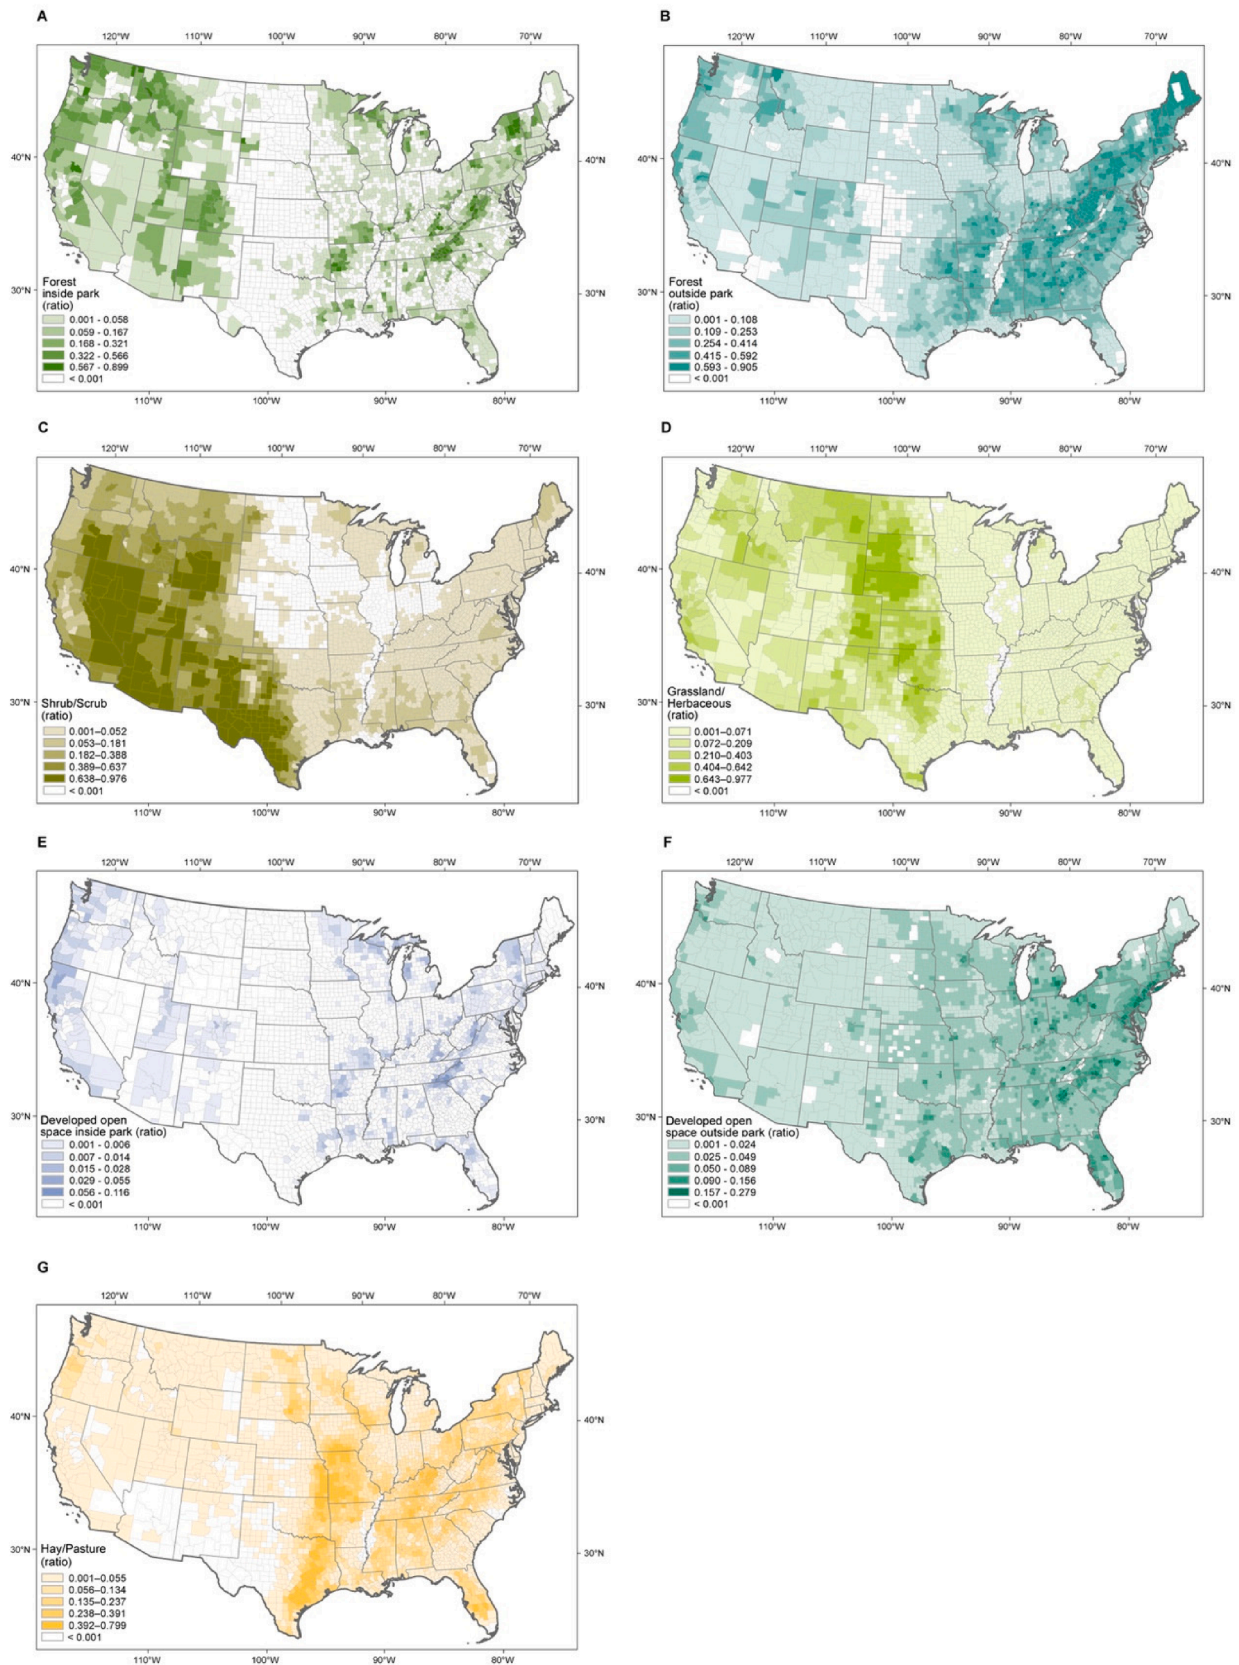 A
B
120°W 110°W 100°W 90°W 80°W 70°W
120°W 110°W 100°W 90°W 80°W 70°W
40°N
40°N
40°N
40°N
30°N
30°N
30°N
30°N
Forest
inside park
(ratio)
0.001 - 0.058
0.059 - 0.167
0.168 - 0.321
0.322 - 0.566
0.567 - 0.899
< 0.001
Forest
outside park
(ratio)
0.001 - 0.108
0.109 - 0.253
0.254 - 0.414
0.415 - 0.592
0.593 - 0.905
< 0.001
110°W 100°W 90°W 80°W
110°W 100°W 90°W 80°W
C
D
120°W 110°W 100°W 90°W 80°W 70°W
120°W 110°W 100°W 90°W 80°W 70°W
40°N
40°N
40°N
40°N
30°N
30°N
30°N
30°N
Shrub/Scrub
(ratio)
0.001–0.052
0.053–0.181
0.182–0.388
0.389–0.637
0.638–0.976
< 0.001
Grassland/
Herbaceous
(ratio)
0.001–0.071
0.072–0.209
0.210–0.403
0.404–0.642
0.643–0.977
< 0.001
110°W 100°W 90°W 80°W
110°W 100°W 90°W 80°W
E
F
120°W 110°W 100°W 90°W 80°W 70°W
120°W 110°W 100°W 90°W 80°W 70°W
40°N
40°N
40°N
40°N
30°N
30°N
30°N
30°N
Developed open
space inside park (ratio)
0.001 - 0.006
0.007 - 0.014
0.015 - 0.028
0.029 - 0.055
0.056 - 0.116
< 0.001
Developed open
space outside park (ratio)
0.001 - 0.024
0.025 - 0.049
0.050 - 0.089
0.090 - 0.156
0.157 - 0.279
< 0.001
110°W 100°W 90°W 80°W
110°W 100°W 90°W 80°W
G
120°W 110°W 100°W 90°W 80°W 70°W
40°N
40°N
30°N
30°N
Hay/Pasture
(ratio)
0.001–0.055
0.056–0.134
0.135–0.237
0.238–0.391
0.392–0.799
< 0.001
110°W 100°W 90°W 80°W